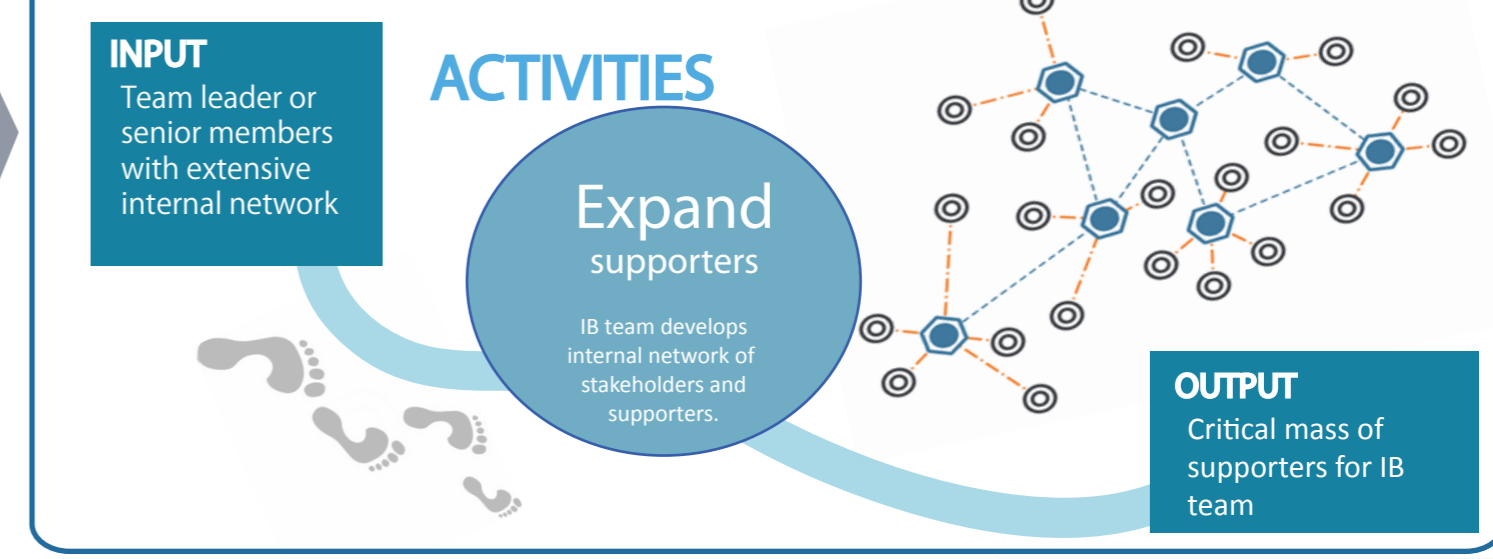 INPUT
Team leader or
senior members
with extensive
internal network
ACTIVITIES
Expand
supporters
IB team develops
internal network of
stakeholders and
supporters.
OUTPUT
Critical mass of
supporters for IB
team